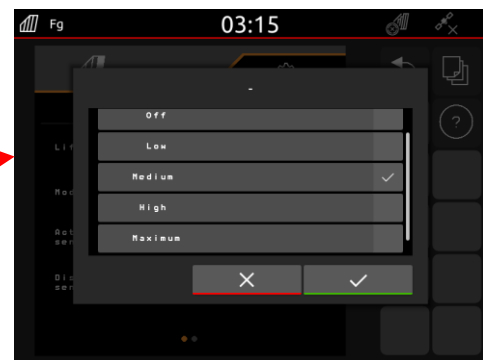 Fg 03:15
-
Off
Low
Medium
High
Maximum
Lif
Mod
Act
sen
Dis
sen
?